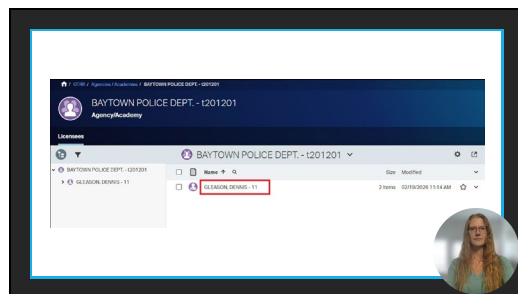 / GTAR / Agencies / Academies / BAYTOWN POLICE DEPT. - t201201
BAYTOWN POLICE DEPT. - t201201
Agency/Academy
Licensees
BAYTOWN POLICE DEPT. - t201201
BAYTOWN POLICE DEPT. - t201201
Name
Size Modified
GLEASON, DENNIS - 11
GLEASON, DENNIS - 11
2 items 02/19/2026 11:14 AM